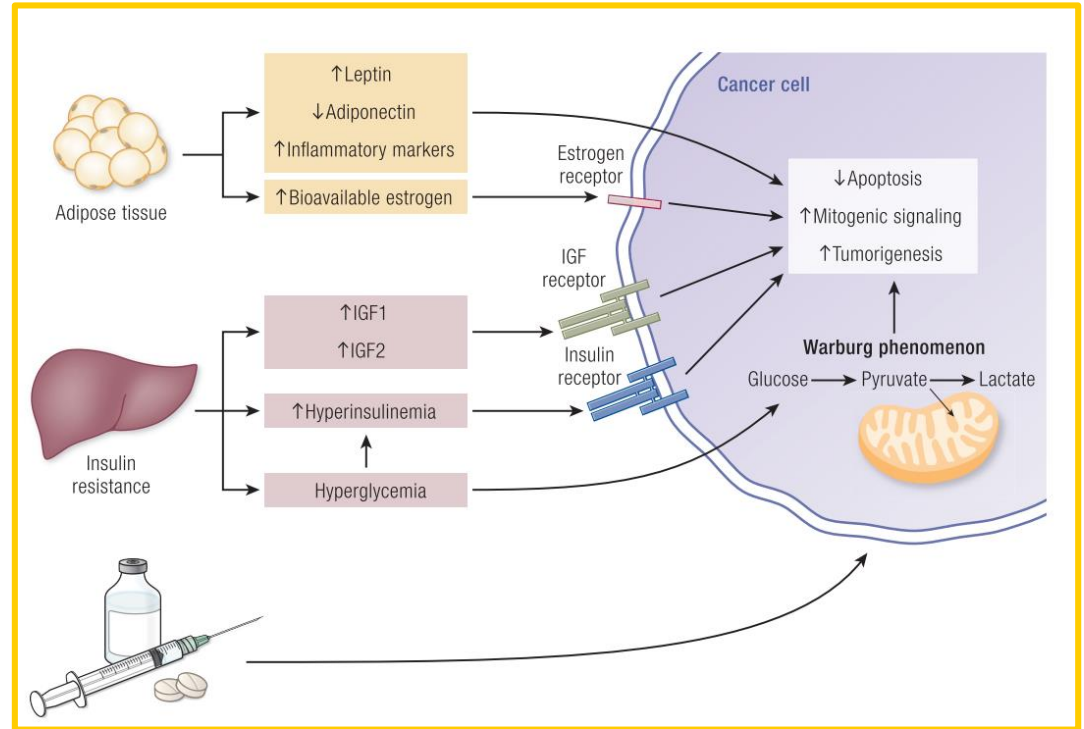 ↑Leptin
↓Adiponectin
↑Inflammatory markers
↑Bioavailable estrogen
Adipose tissue
Cancer cell
Estrogen
receptor
↓Apoptosis
↑Mitogenic signaling
↑Tumorigenesis
IGF
receptor
↑IGF1
↑IGF2
Insulin
receptor
Warburg phenomenon
Glucose → Pyruvate → Lactate
↑Hyperinsulinemia
Insulin
resistance
Hyperglycemia